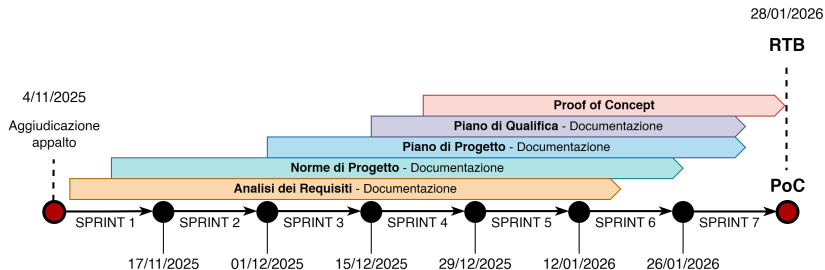 28/01/2026
RTB
4/11/2025
Aggiudicazione
appalto
Proof of Concept
Piano di Qualifica - Documentazione
Piano di Progetto - Documentazione
Norme di Progetto - Documentazione
Analisi dei Requisiti - Documentazione
PoC
SPRINT 1 SPRINT 2 SPRINT 3 SPRINT 4 SPRINT 5 SPRINT 6 SPRINT 7
17/11/2025 01/12/2025 15/12/2025 29/12/2025 12/01/2026 26/01/2026